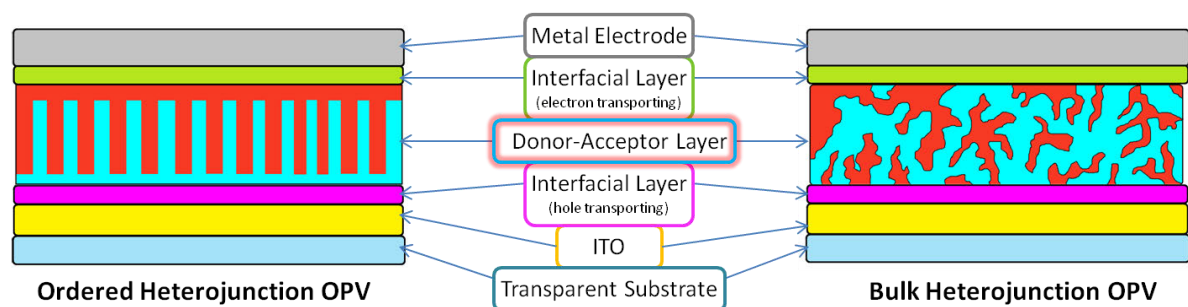 Metal Electrode
Interfacial Layer
(electron transporting)
Donor-Acceptor Layer
Interfacial Layer
(hole transporting)
ITO
Transparent Substrate
Ordered Heterojunction OPV
Bulk Heterojunction OPV